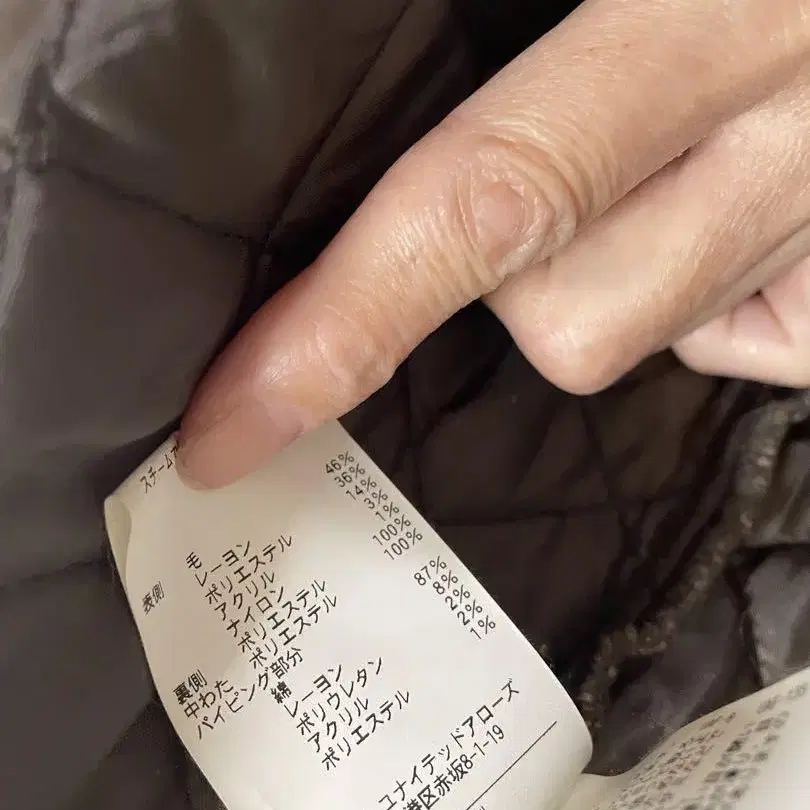 スチームア
表側 毛 46%
レーヨン 36%
ポリエステル 14%
アクリル 3%
ナイロン 1%
裏側 ポリエステル 100%
中わた ポリエステル 100%
パイピング部分
綿 87%
レーヨン 8%
ポリウレタン 2%
アクリル 2%
ポリエステル 1%
ユナイテッドアローズ
港区赤坂8-1-19